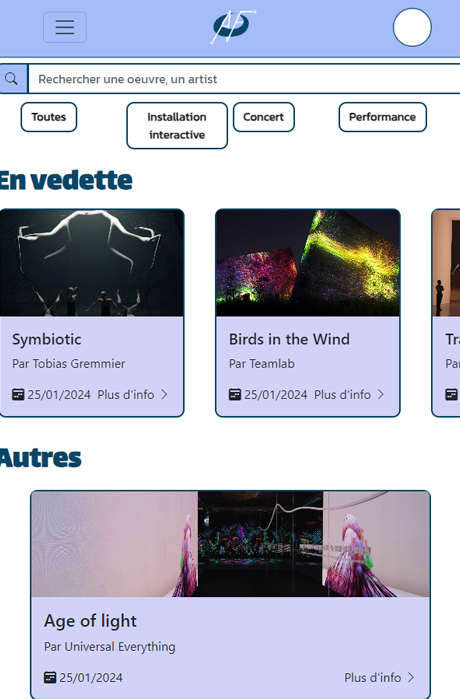 AF
Rechercher une oeuvre, un artist
Toutes
Installation
interactive
Concert
Performance
En vedette
Symbiotic
Par Tobias Gremmier
25/01/2024 Plus d'info
Birds in the Wind
Par Teamlab
25/01/2024 Plus d'info
Tra
Par
Autres
Age of light
Par Universal Everything
25/01/2024
Plus d'info